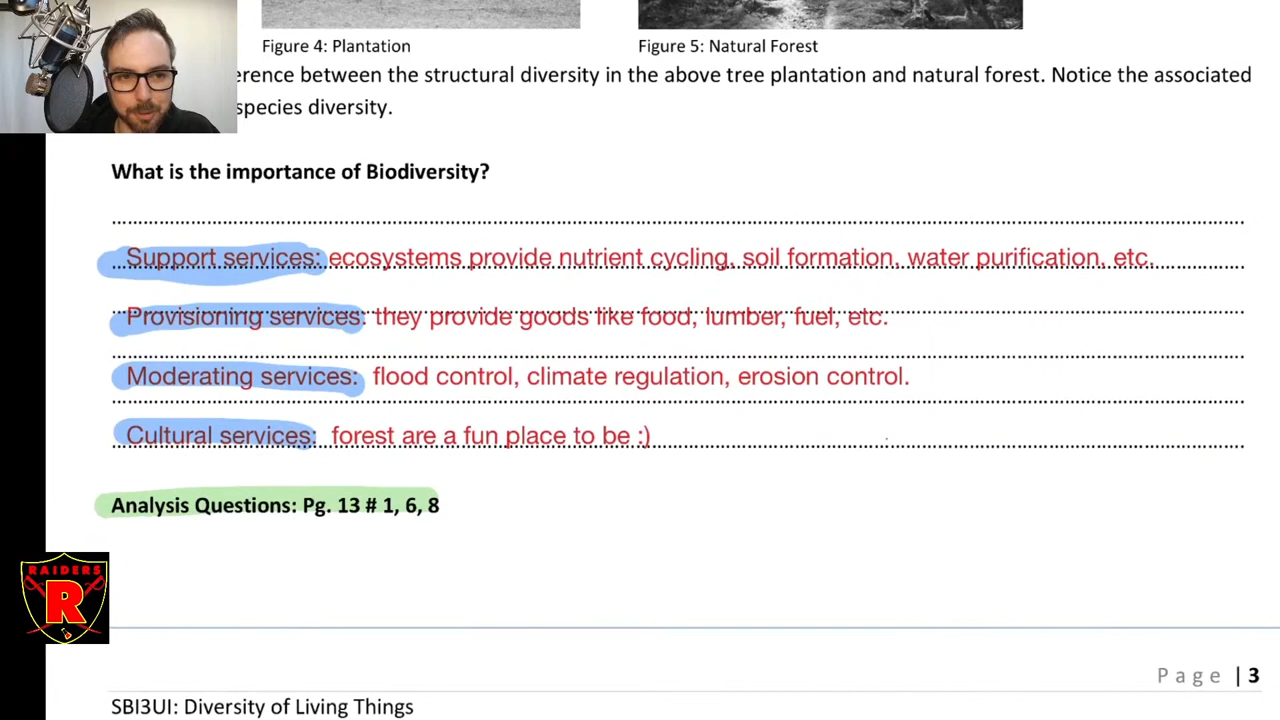 Figure 4: Plantation
Figure 5: Natural Forest
erence between the structural diversity in the above tree plantation and natural forest. Notice the associated
species diversity.
What is the importance of Biodiversity?
Support services: ecosystems provide nutrient cycling, soil formation, water purification, etc.
Provisioning services: they provide goods like food, lumber, fuel, etc.
Moderating services: flood control, climate regulation, erosion control.
Cultural services: forest are a fun place to be :)
Analysis Questions: Pg. 13 # 1, 6, 8
RAIDERS
R
Page | 3
SBI3UI: Diversity of Living Things